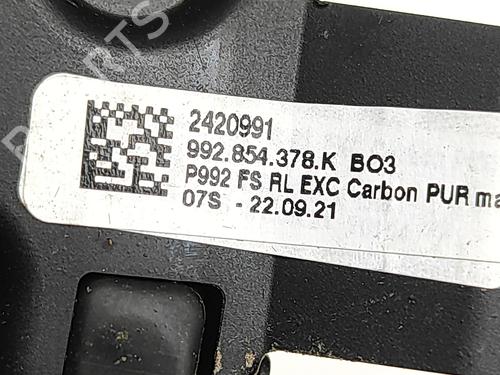 2420991
992.854.378.K BO3
P992 FS RL EXC Carbon PUR ma
07S - 22.09.21